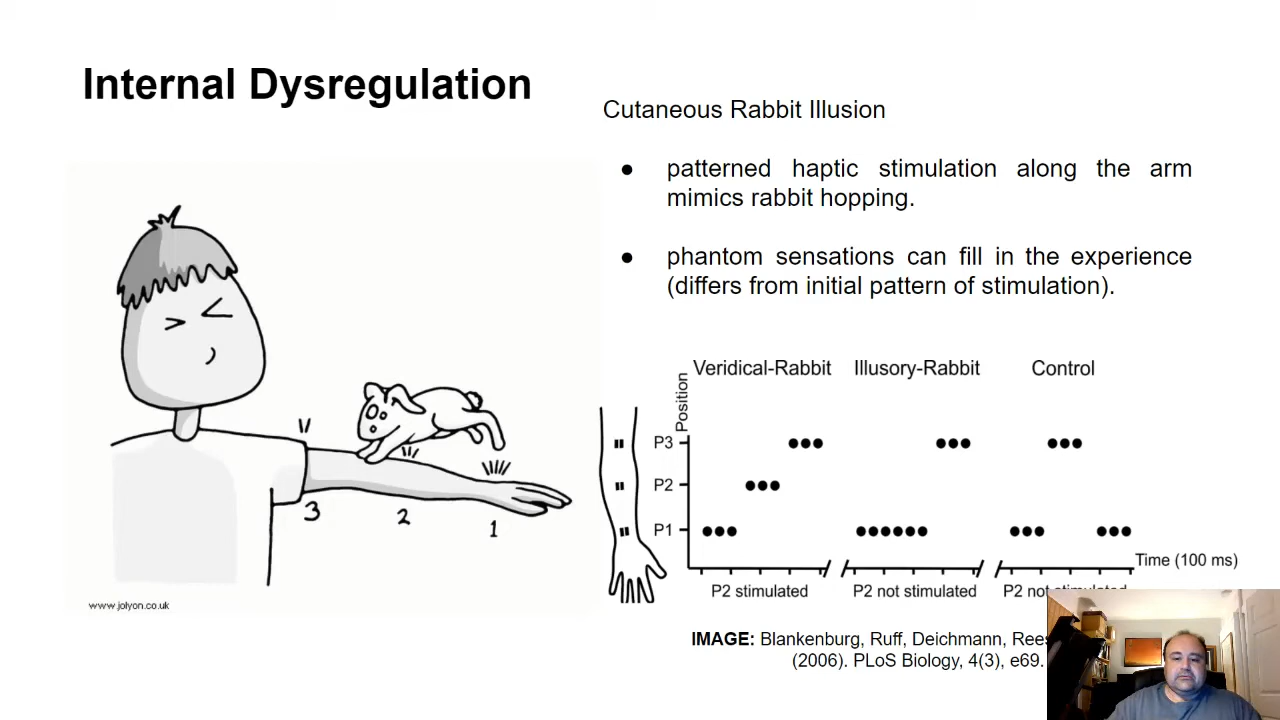 Internal Dysregulation
Cutaneous Rabbit Illusion
● patterned haptic stimulation along the arm
mimics rabbit hopping.
● phantom sensations can fill in the experience
(differs from initial pattern of stimulation).
3
2
1
www.jolyon.co.uk
Veridical-Rabbit Illusory-Rabbit Control
Position
P3
P2
P1
Time (100 ms)
P2 stimulated P2 not stimulated P2 not
IMAGE: Blankenburg, Ruff, Deichmann, Rees
(2006). PLoS Biology, 4(3), e69.